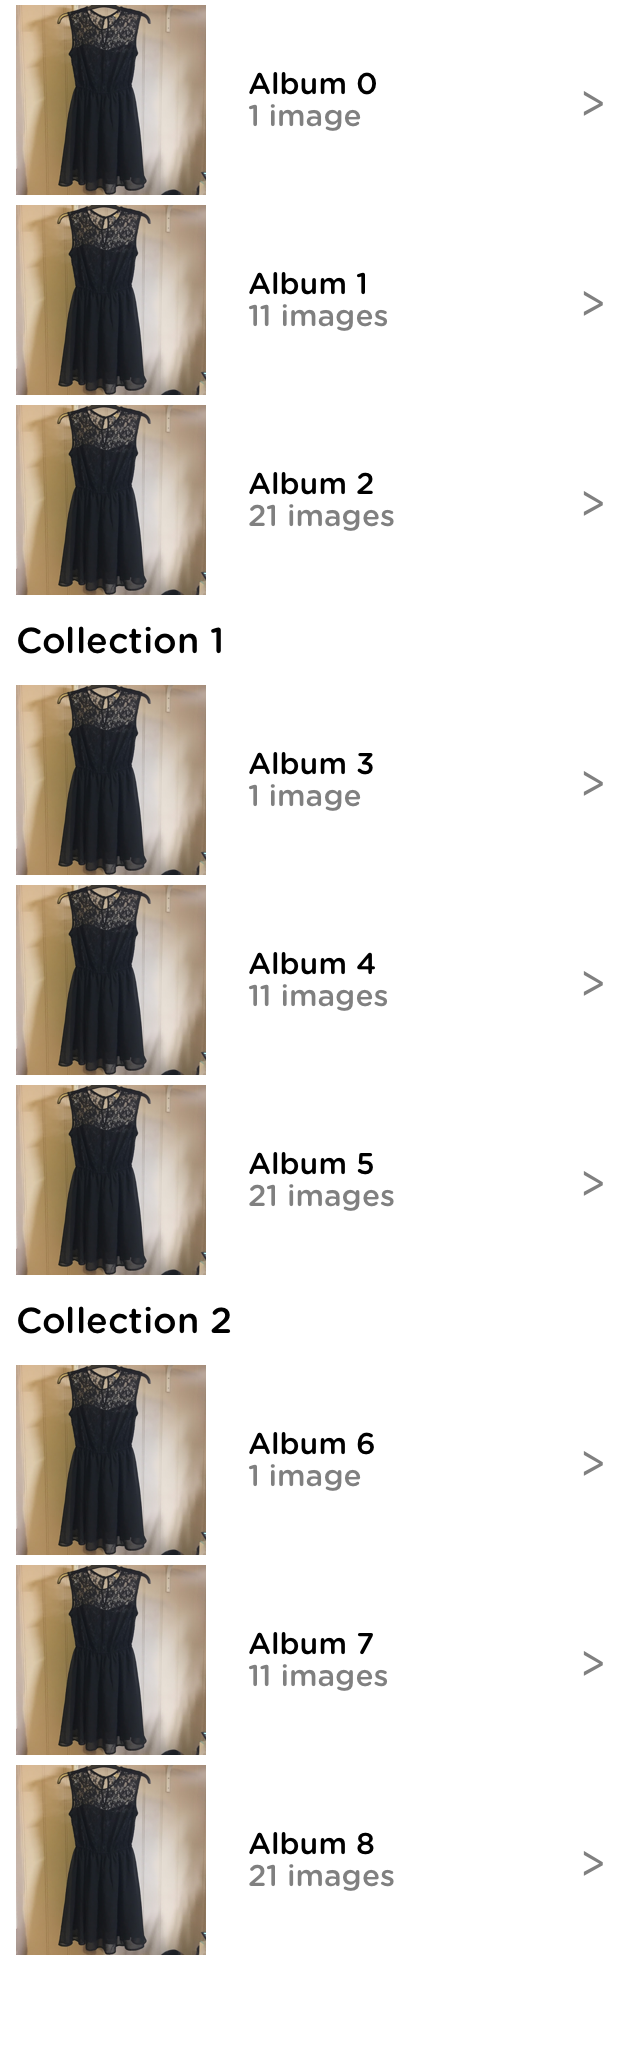 Album 0
1 image
>
Album 1
11 images
>
Album 2
21 images
>
Collection 1
Album 3
1 image
>
Album 4
11 images
>
Album 5
21 images
>
Collection 2
Album 6
1 image
>
Album 7
11 images
>
Album 8
21 images
>